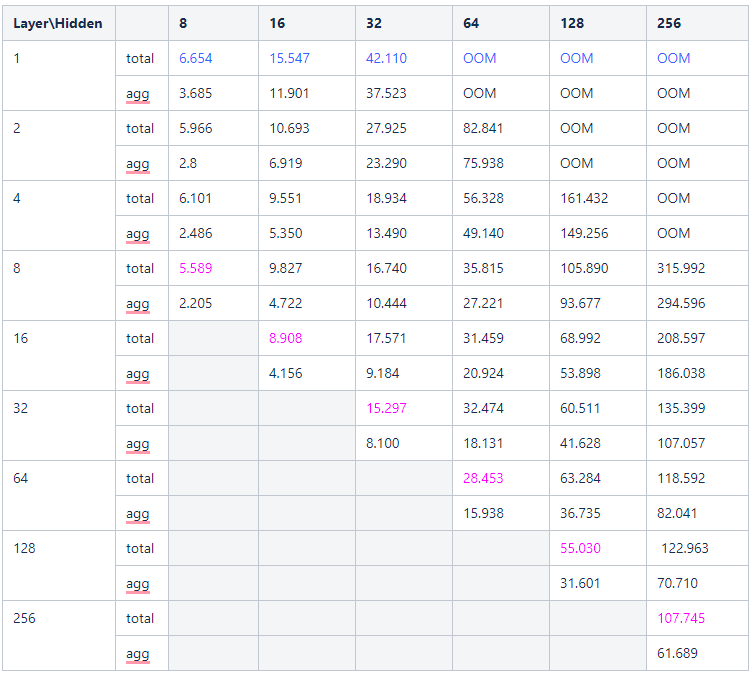 Layer\Hidden 8 16 32 64 128 256
1 total 6.654 15.547 42.110 OOM OOM OOM
agg 3.685 11.901 37.523 OOM OOM OOM
2 total 5.966 10.693 27.925 82.841 OOM OOM
agg 2.8 6.919 23.290 75.938 OOM OOM
4 total 6.101 9.551 18.934 56.328 161.432 OOM
agg 2.486 5.350 13.490 49.140 149.256 OOM
8 total 5.589 9.827 16.740 35.815 105.890 315.992
agg 2.205 4.722 10.444 27.221 93.677 294.596
16 total 8.908 17.571 31.459 68.992 208.597
agg 4.156 9.184 20.924 53.898 186.038
32 total 15.297 32.474 60.511 135.399
agg 8.100 18.131 41.628 107.057
64 total 28.453 63.284 118.592
agg 15.938 36.735 82.041
128 total 55.030 122.963
agg 31.601 70.710
256 total 107.745
agg 61.689